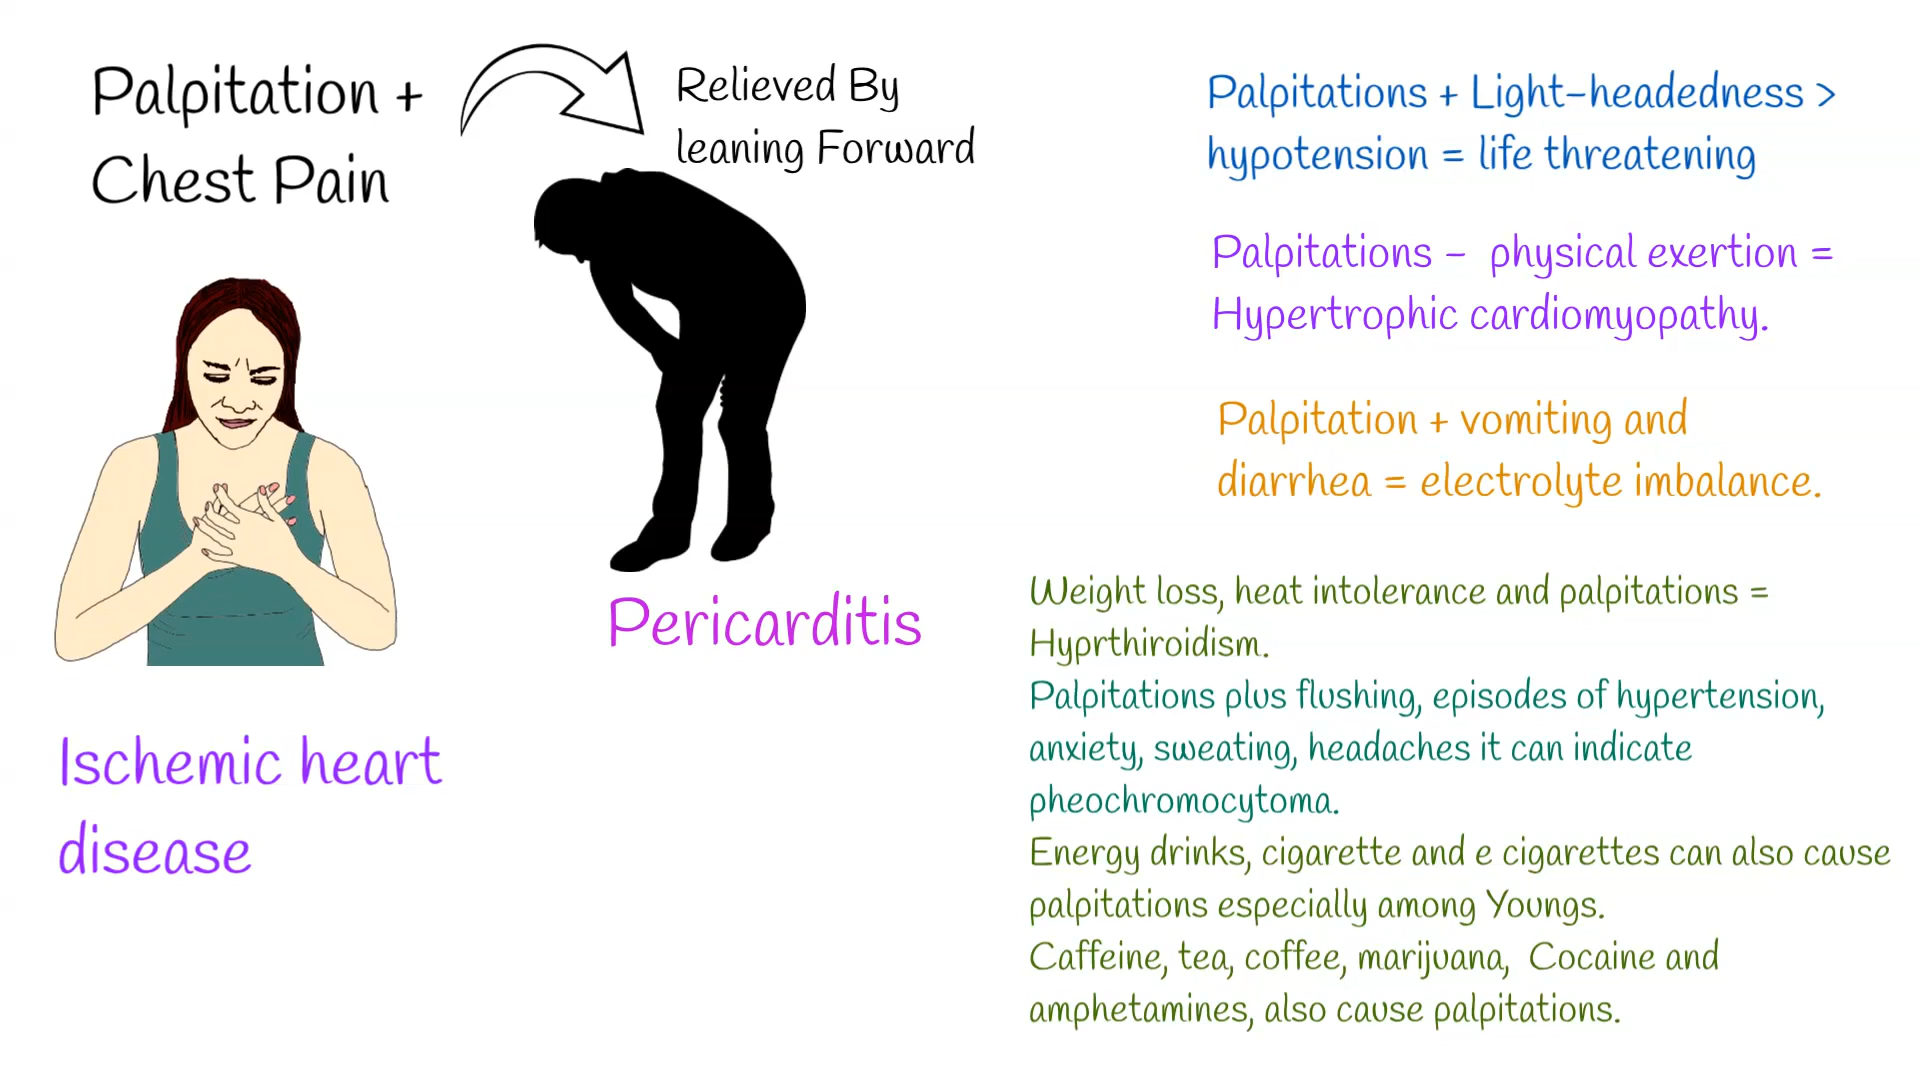 Palpitation +
Chest Pain
Relieved By
leaning Forward
Pericarditis
Ischemic heart
disease
Palpitations + Light-headedness >
hypotension = life threatening
Palpitations - physical exertion =
Hypertrophic cardiomyopathy.
Palpitation + vomiting and
diarrhea = electrolyte imbalance.
Weight loss, heat intolerance and palpitations =
Hyprthiroidism.
Palpitations plus flushing, episodes of hypertension,
anxiety, sweating, headaches it can indicate
pheochromocytoma.
Energy drinks, cigarette and e cigarettes can also cause
palpitations especially among Youngs.
Caffeine, tea, coffee, marijuana, Cocaine and
amphetamines, also cause palpitations.